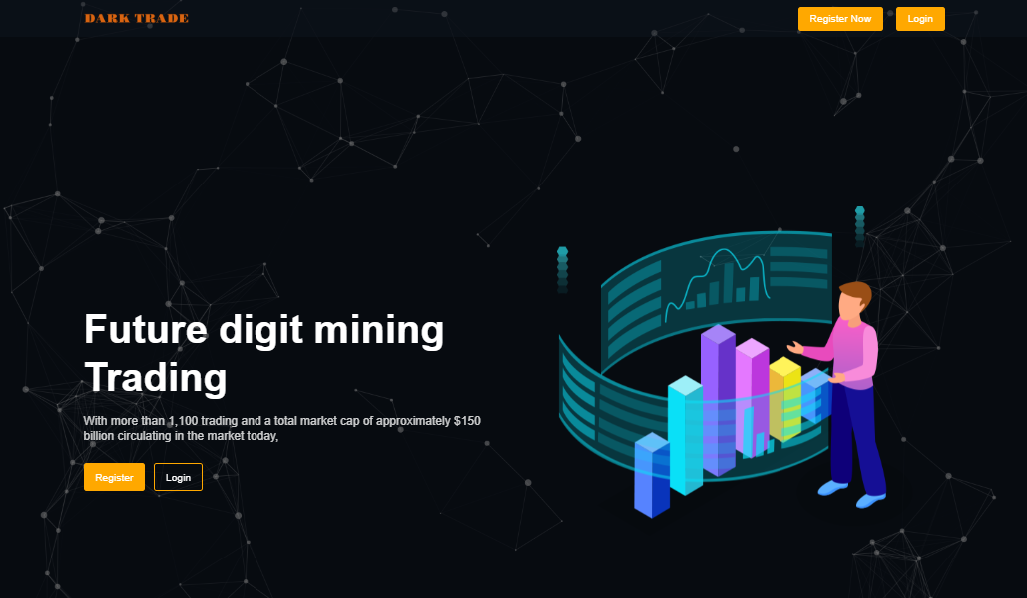 DARK TRADE
Register Now
Login
Future digit mining
Trading
With more than 1,100 trading and a total market cap of approximately $150
billion circulating in the market today,
Register
Login